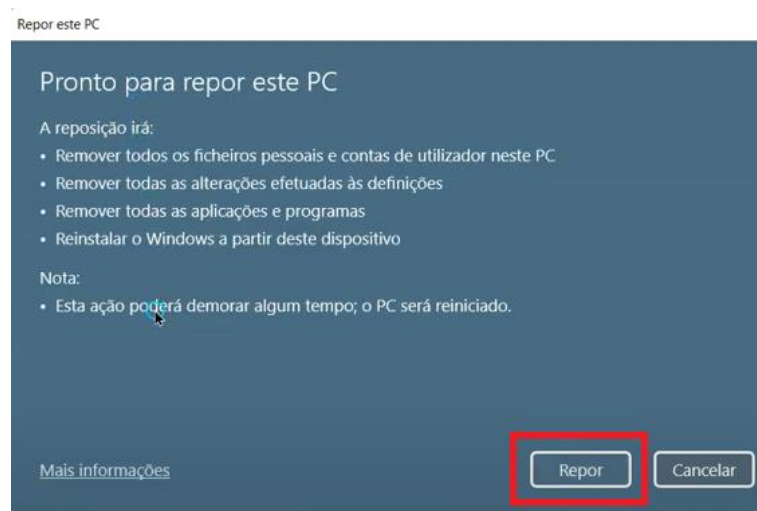 Repor este PC
Pronto para repor este PC
A reposição irá:
• Remover todos os ficheiros pessoais e contas de utilizador neste PC
• Remover todas as alterações efetuadas às definições
• Remover todas as aplicações e programas
• Reinstalar o Windows a partir deste dispositivo
Nota:
• Esta ação poderá demorar algum tempo; o PC será reiniciado.
Mais informações
Repor
Cancelar